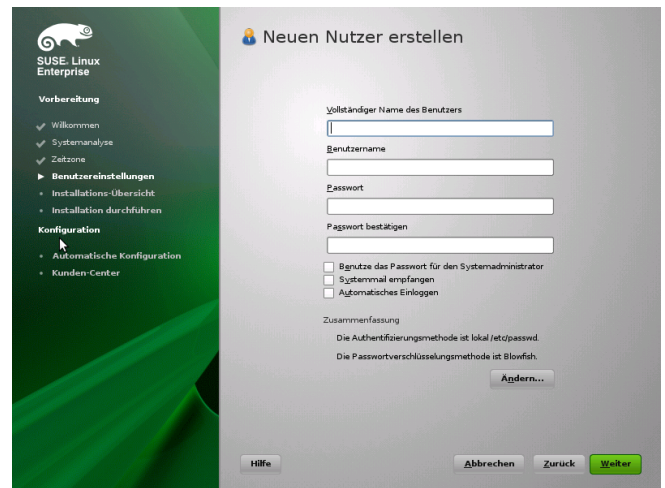 SUSE. Linux
Enterprise
Vorbereitung
Willkommen
Systemanalyse
Zeitzone
Benutzereinstellungen
Installations-Übersicht
Installation durchführen
Konfiguration
Automatische Konfiguration
Kunden-Center
Neuen Nutzer erstellen
Vollständiger Name des Benutzers
Benutzername
Passwort
Passwort bestätigen
Benutze das Passwort für den Systemadministrator
Systemmail empfangen
Automatisches Einloggen
Zusammenfassung
Die Authentifizierungsmethode ist lokal /etc/passwd.
Die Passwortverschlüsselungsmethode ist Blowfish.
Ändern...
Hilfe
Abbrechen
Zurück
Weiter